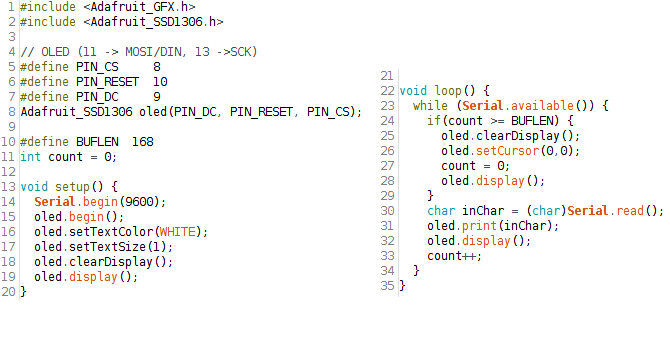 1 #include <Adafruit_GFX.h>
2 #include <Adafruit_SSD1306.h>
3
4 // OLED (11 -> MOSI/DIN, 13 ->SCK)
5 #define PIN_CS     8
6 #define PIN_RESET  10
7 #define PIN_DC     9
8 Adafruit_SSD1306 oled(PIN_DC, PIN_RESET, PIN_CS);
9
10 #define BUFLEN  168
11 int count = 0;
12
13 void setup() {
14   Serial.begin(9600);
15   oled.begin();
16   oled.setTextColor(WHITE);
17   oled.setTextSize(1);
18   oled.clearDisplay();
19   oled.display();
20 }
21
22 void loop() {
23   while (Serial.available()) {
24     if(count >= BUFLEN) {
25       oled.clearDisplay();
26       oled.setCursor(0,0);
27       count = 0;
28       oled.display();
29     }
30     char inChar = (char)Serial.read();
31     oled.print(inChar);
32     oled.display();
33     count++;
34   }
35 }